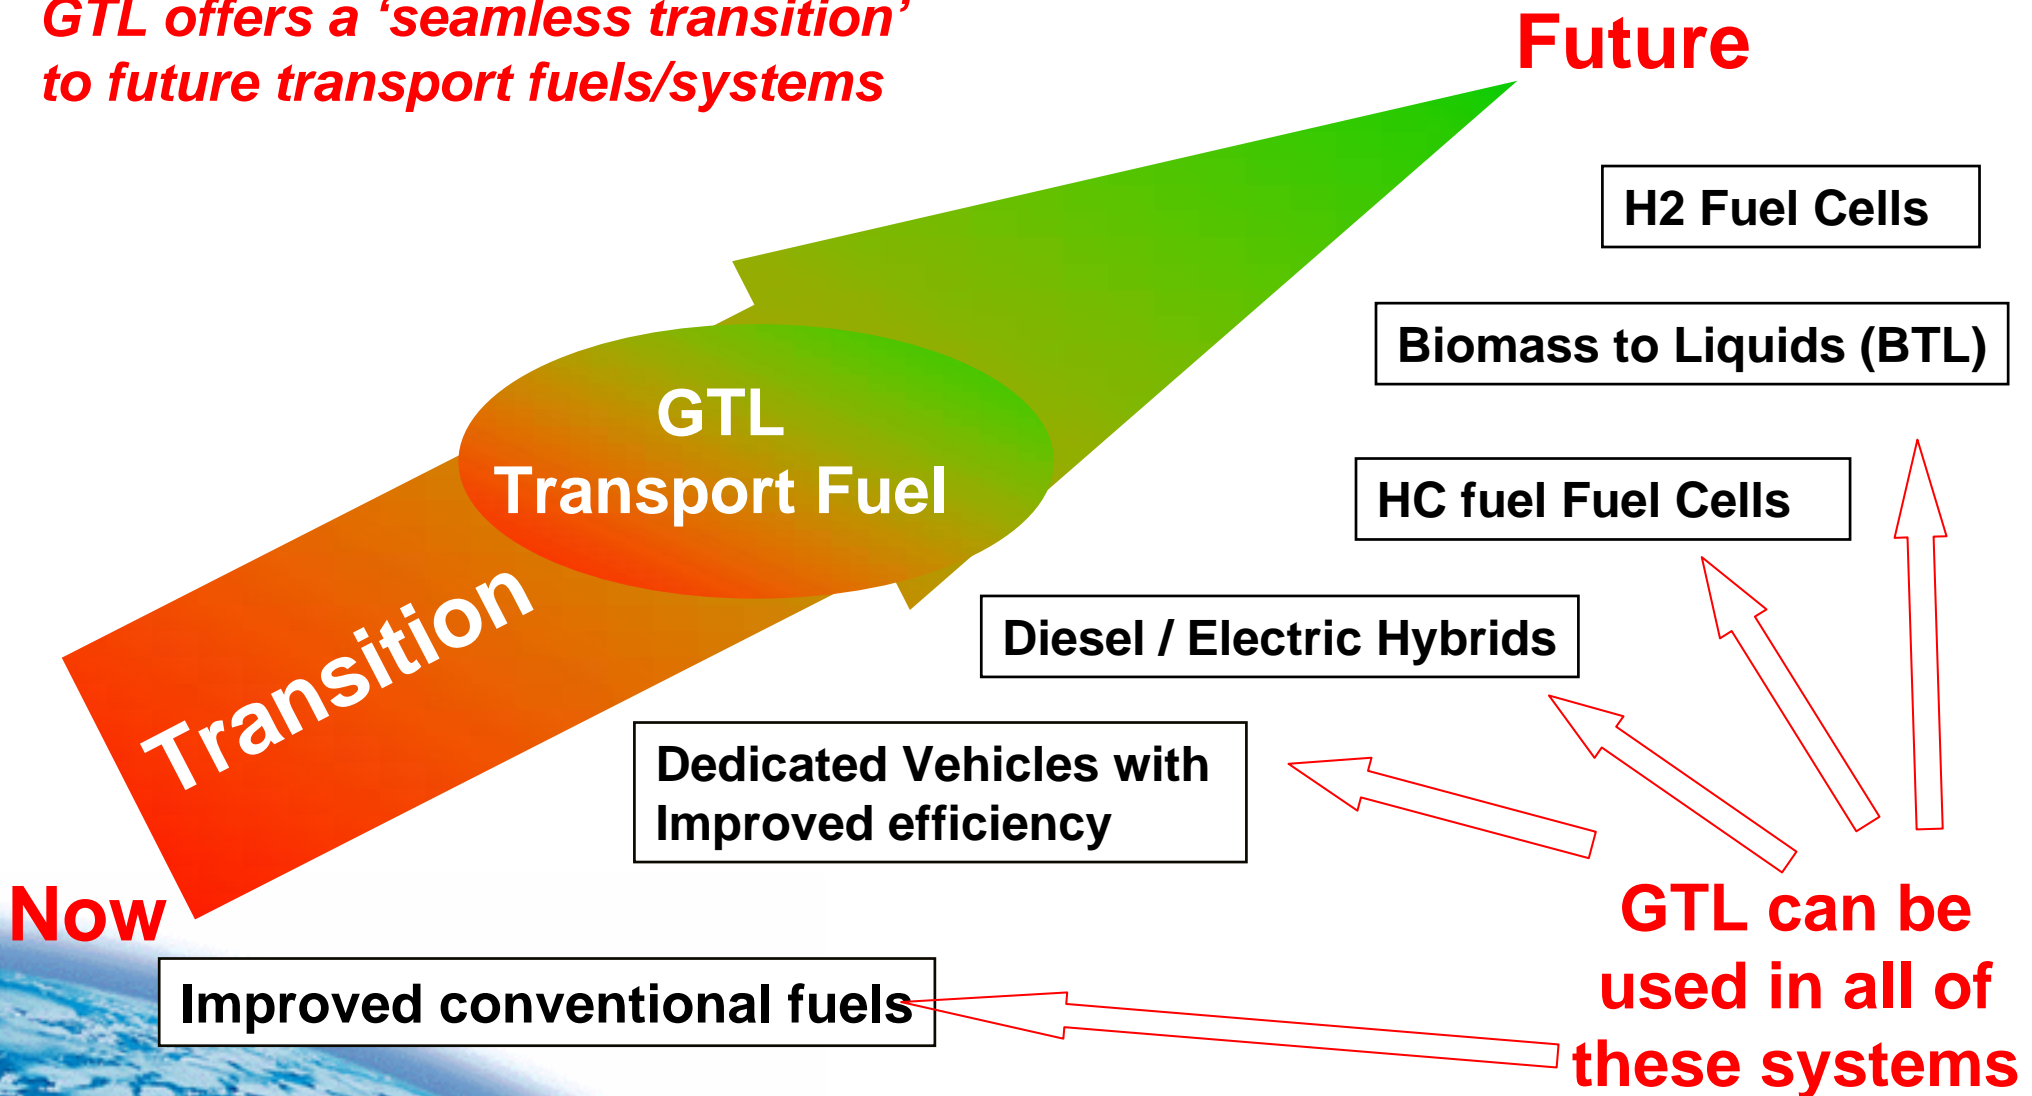 GTL offers a ‘seamless transition’
to future transport fuels/systems
Future
H2 Fuel Cells
Biomass to Liquids (BTL)
GTL
Transport Fuel
HC fuel Fuel Cells
Transition
Diesel / Electric Hybrids
Dedicated Vehicles with
Improved efficiency
Now
Improved conventional fuels
GTL can be
used in all of
these systems